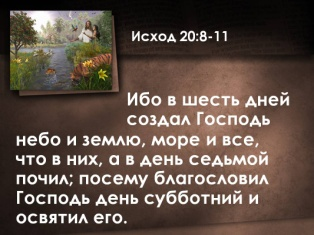 Исход 20:8-11
Ибо в шесть дней
создал Господь
небо и землю, море и все,
что в них, а в день седьмой
почил; посему благословил
Господь день субботний и
освятил его.